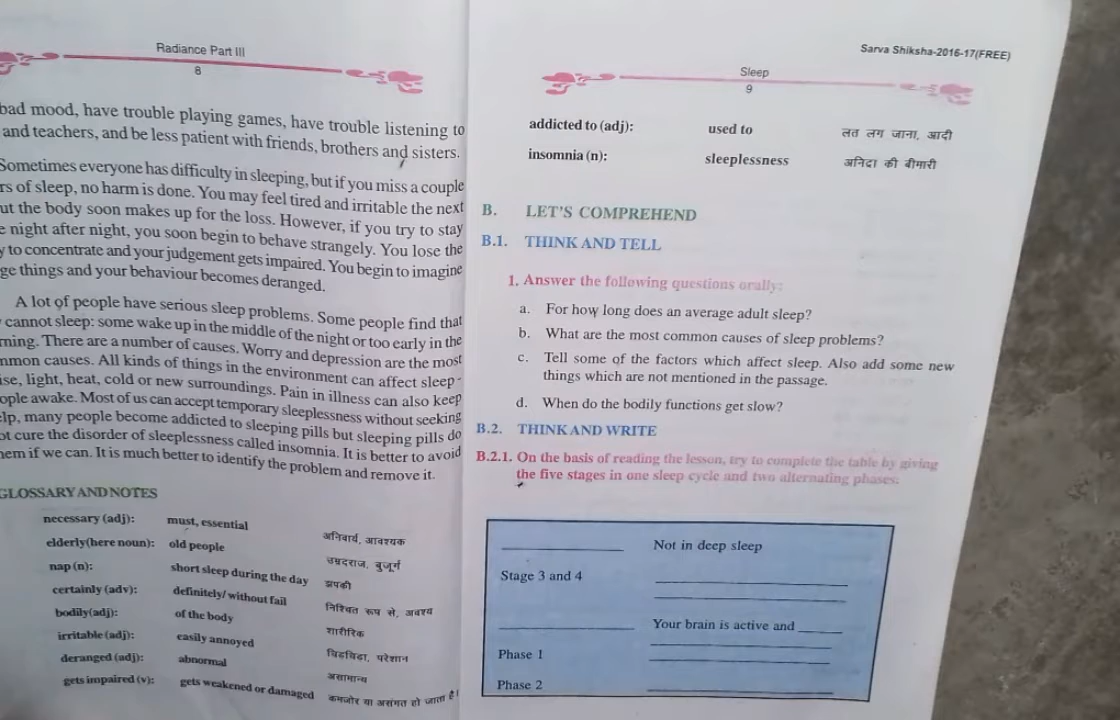 Radiance Part III
8
bad mood, have trouble playing games, have trouble listening to
and teachers, and be less patient with friends, brothers and sisters.
Sometimes everyone has difficulty in sleeping, but if you miss a couple
rs of sleep, no harm is done. You may feel tired and irritable the next
ut the body soon makes up for the loss. However, if you try to stay
e night after night, you soon begin to behave strangely. You lose the
y to concentrate and your judgement gets impaired. You begin to imagine
ge things and your behaviour becomes deranged.
A lot of people have serious sleep problems. Some people find that
cannot sleep: some wake up in the middle of the night or too early in the
rning. There are a number of causes. Worry and depression are the most
mmon causes. All kinds of things in the environment can affect sleep -
ise, light, heat, cold or new surroundings. Pain in illness can also keep
ople awake. Most of us can accept temporary sleeplessness without seeking
elp, many people become addicted to sleeping pills but sleeping pills do
ot cure the disorder of sleeplessness called insomnia. It is better to avoid
hem if we can. It is much better to identify the problem and remove it.
GLOSSARY AND NOTES
necessary (adj): must, essential अनिवार्य, आवश्यक
elderly(here noun): old people उम्रदराज, बुजुर्ग
nap (n): short sleep during the day झपकी
certainly (adv): definitely/ without fail निश्चित रूप से, अवश्य
bodily(adj): of the body शारीरिक
irritable (adj): easily annoyed चिड़चिड़ा, परेशान
deranged (adj): abnormal असामान्य
gets impaired (v): gets weakened or damaged कमजोर या असंगत हो जाता है।
Sarva Shiksha-2016-17(FREE)
Sleep
9
addicted to (adj): used to लत लग जाना, आदी
insomnia (n): sleeplessness अनिद्रा की बीमारी
B. LET'S COMPREHEND
B.1. THINK AND TELL
1. Answer the following questions orally:
a. For how long does an average adult sleep?
b. What are the most common causes of sleep problems?
c. Tell some of the factors which affect sleep. Also add some new
things which are not mentioned in the passage.
d. When do the bodily functions get slow?
B.2. THINK AND WRITE
B.2.1. On the basis of reading the lesson, try to complete the table by giving
the five stages in one sleep cycle and two alternating phases:
Not in deep sleep
Stage 3 and 4
Your brain is active and
Phase 1
Phase 2